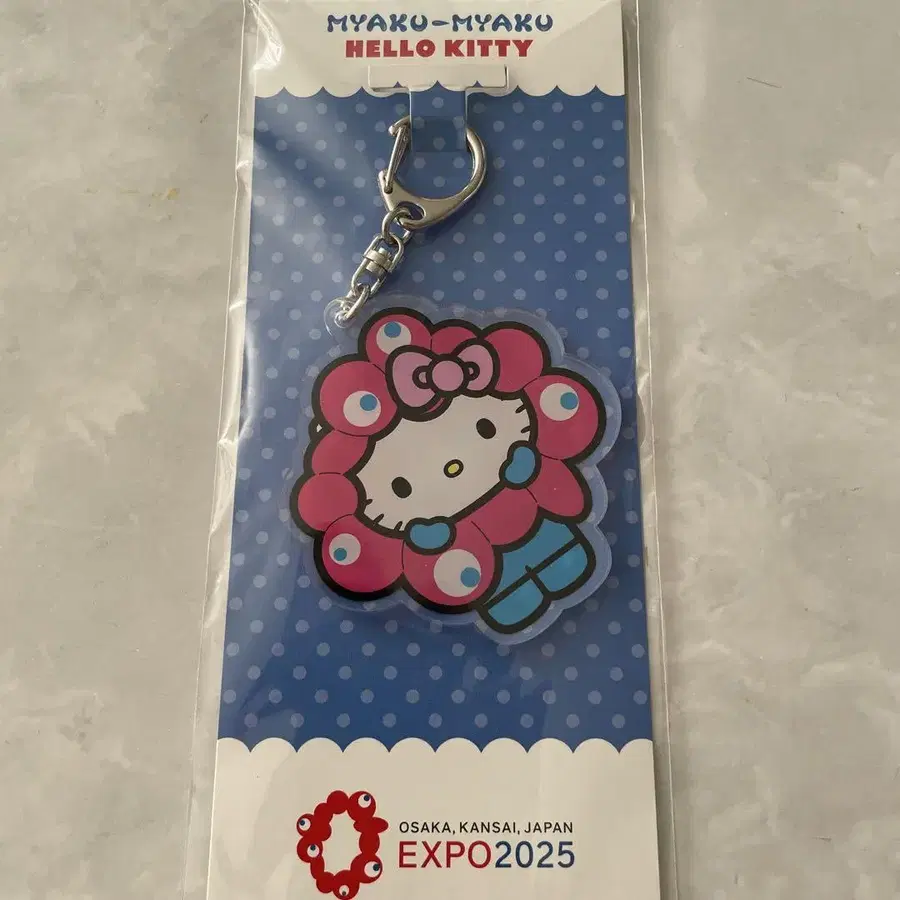 MYAKU-MYAKU
HELLO KITTY
OSAKA, KANSAI, JAPAN
EXPO2025